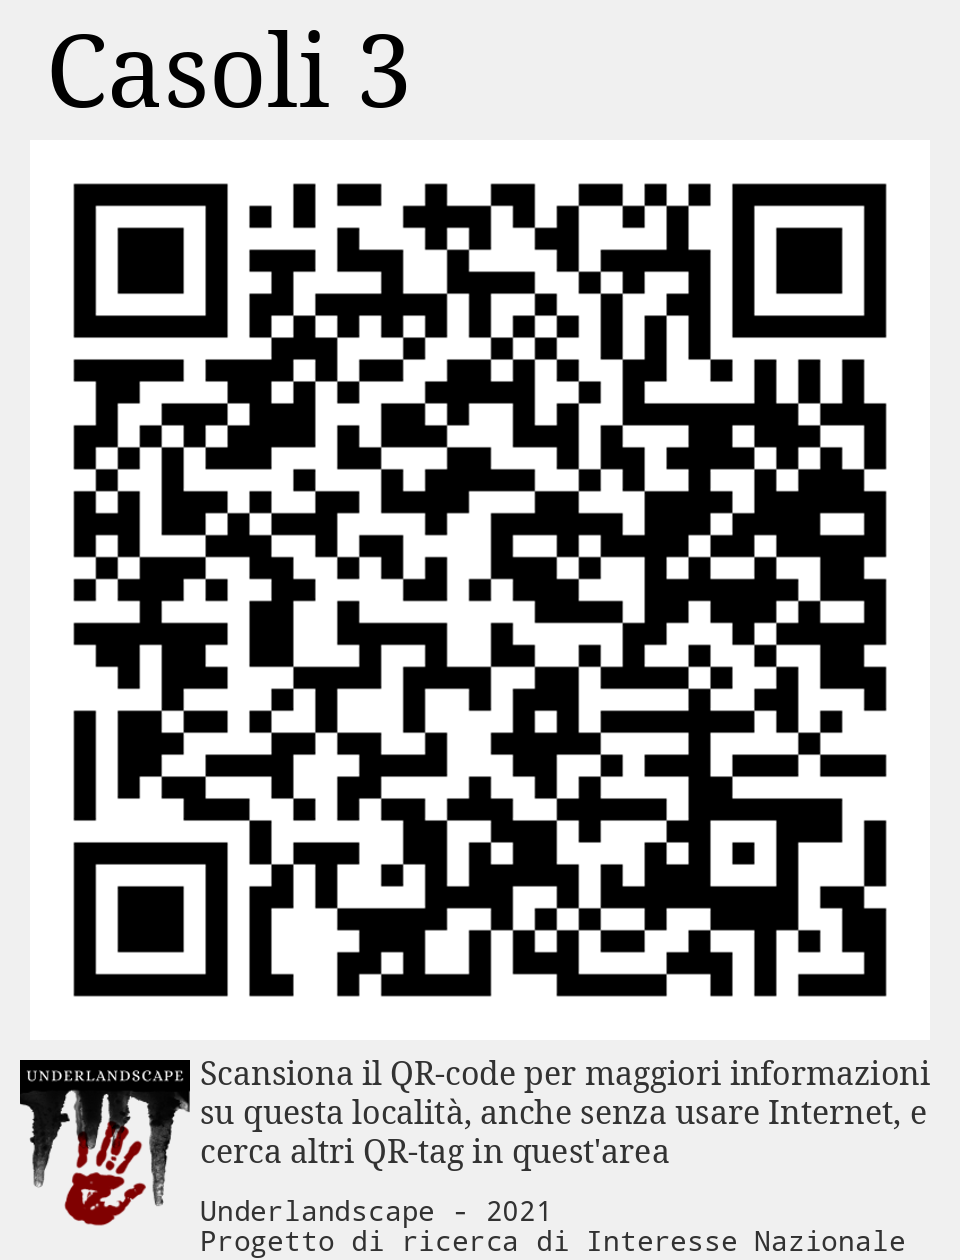 Casoli 3
UNDERLANDSCAPE
Scansiona il QR-code per maggiori informazioni
su questa località, anche senza usare Internet, e
cerca altri QR-tag in quest'area
Underlandscape - 2021
Progetto di ricerca di Interesse Nazionale